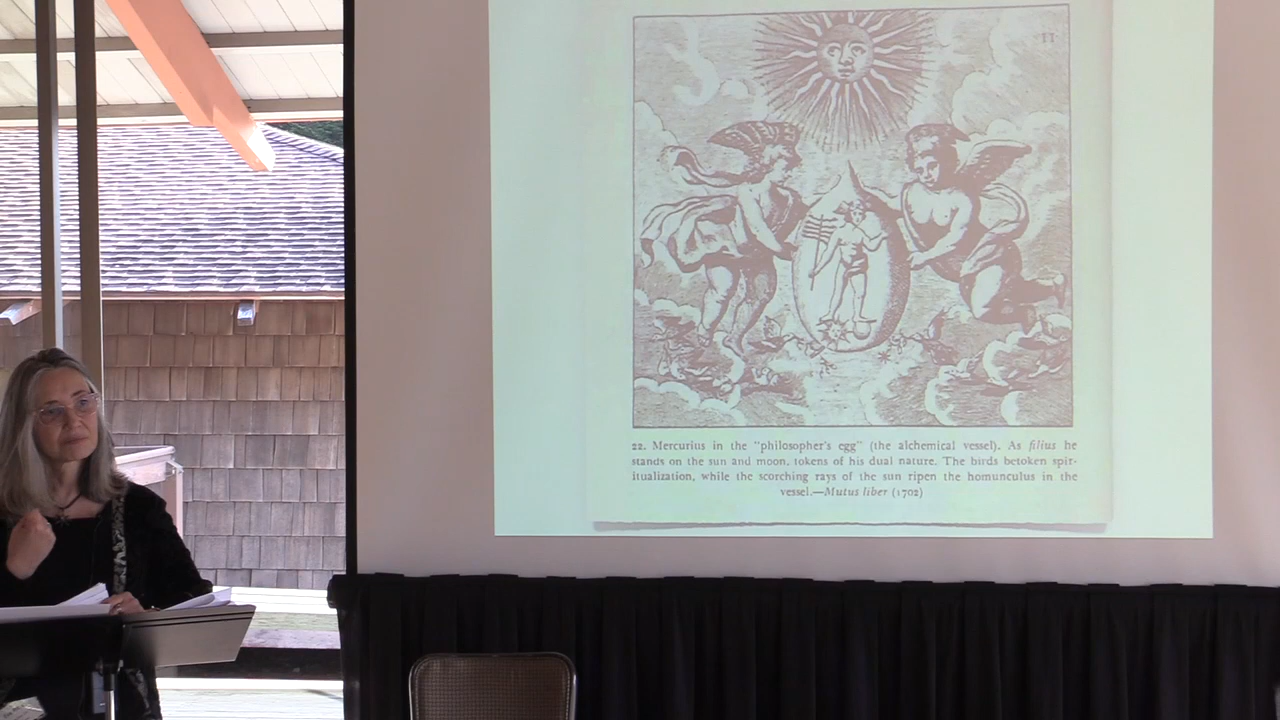 II
22. Mercurius in the "philosopher's egg" (the alchemical vessel). As filius he
stands on the sun and moon, tokens of his dual nature. The birds betoken spir-
itualization, while the scorching rays of the sun ripen the homunculus in the
vessel.—Mutus liber (1702)